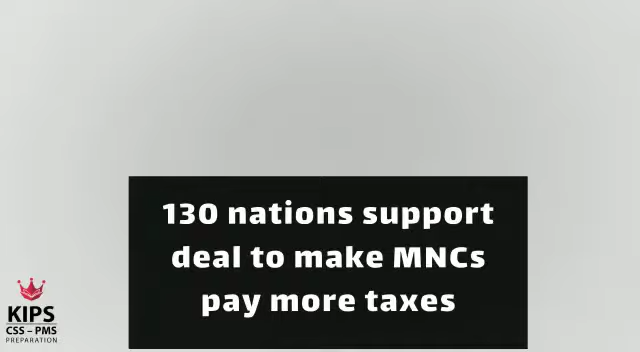 130 nations support
deal to make MNCs
pay more taxes
KIPS
CSS – PMS
PREPARATION